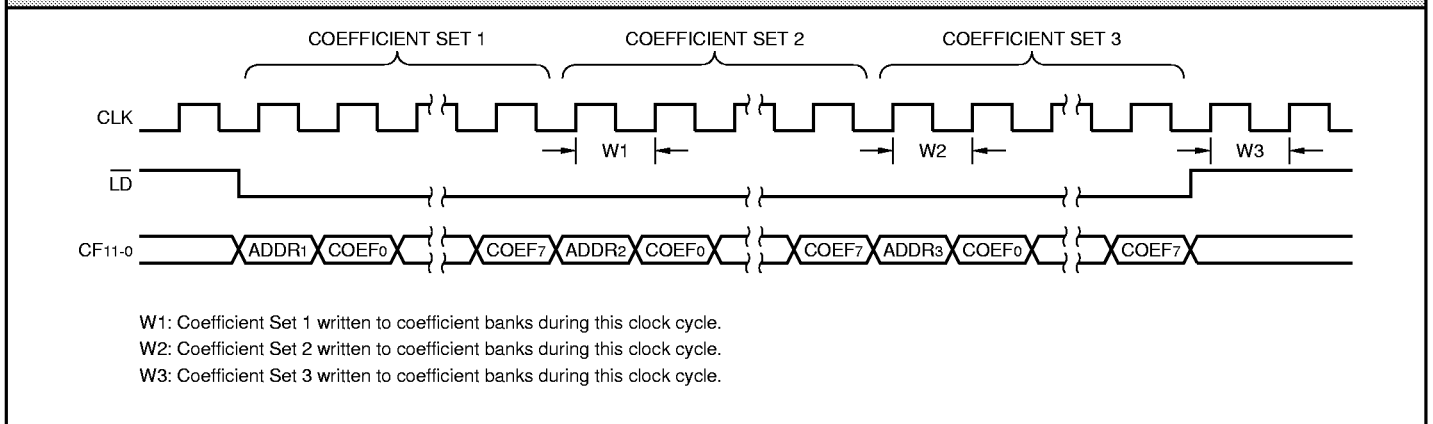 COEFFICIENT SET 1 COEFFICIENT SET 2 COEFFICIENT SET 3
CLK
W1 W2 W3
LD
CF11-0 ADDR1 COEF0 COEF7 ADDR2 COEF0 COEF7 ADDR3 COEF0 COEF7
W1: Coefficient Set 1 written to coefficient banks during this clock cycle.
W2: Coefficient Set 2 written to coefficient banks during this clock cycle.
W3: Coefficient Set 3 written to coefficient banks during this clock cycle.